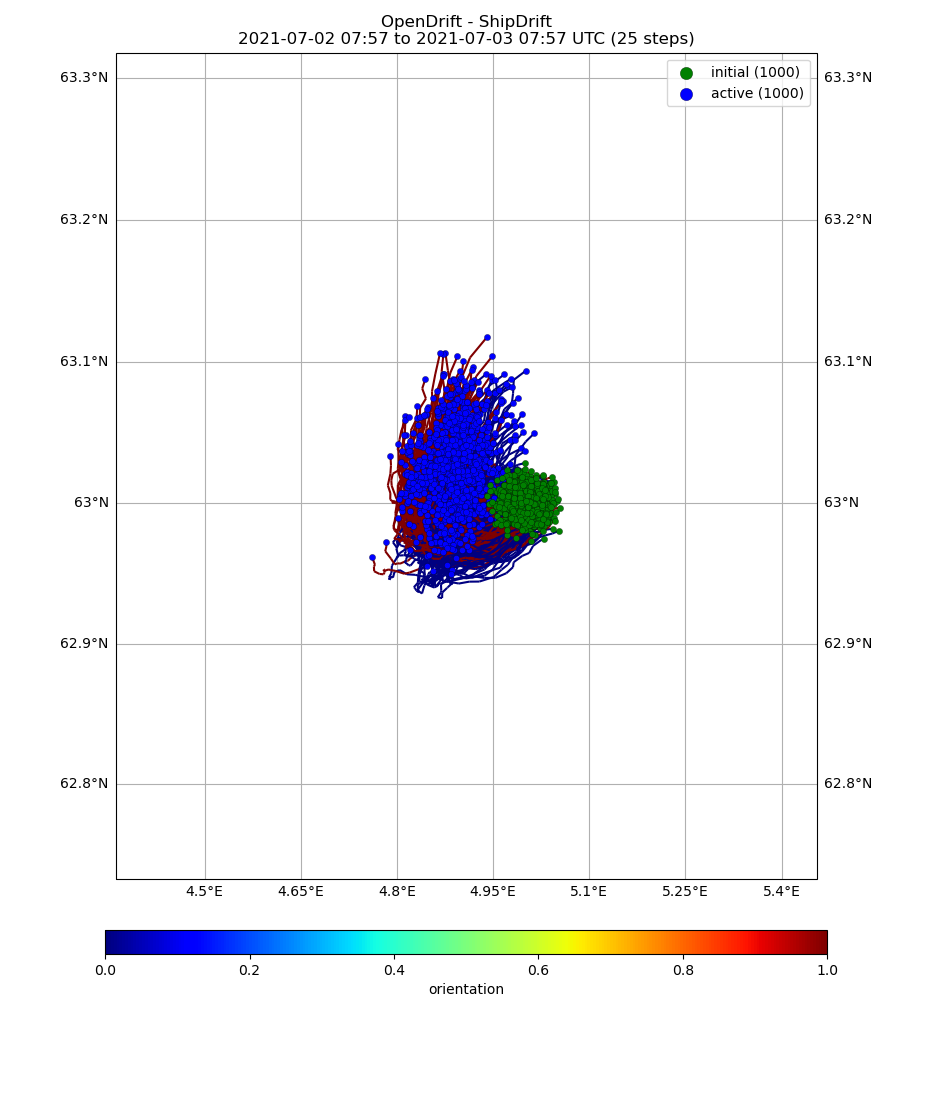 OpenDrift - ShipDrift
2021-07-02 07:57 to 2021-07-03 07:57 UTC (25 steps)
initial (1000)
active (1000)
63.3°N 63.3°N
63.2°N 63.2°N
63.1°N 63.1°N
63°N 63°N
62.9°N 62.9°N
62.8°N 62.8°N
4.5°E 4.65°E 4.8°E 4.95°E 5.1°E 5.25°E 5.4°E
0.0 0.2 0.4 0.6 0.8 1.0
orientation